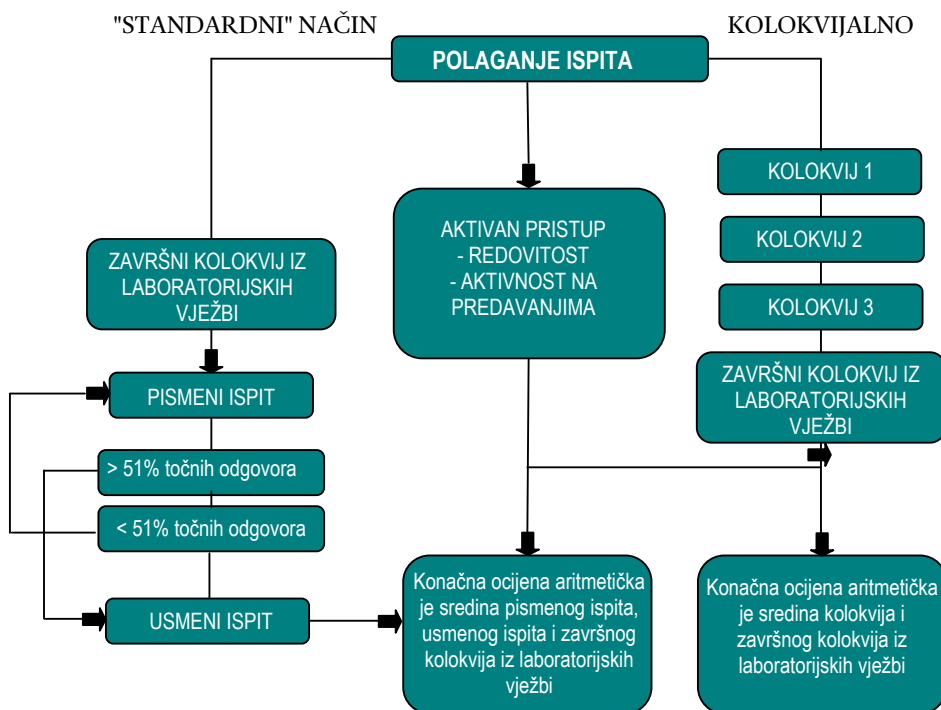 "STANDARDNI" NAČIN
KOLOKVIJALNO
POLAGANJE ISPITA
ZAVRŠNI KOLOKVIJ IZ
LABORATORIJSKIH
VJEŽBI
PISMENI ISPIT
> 51% točnih odgovora
< 51% točnih odgovora
USMENI ISPIT
AKTIVAN PRISTUP
- REDOVITOST
- AKTIVNOST NA
PREDAVANJIMA
Konačna ocijena aritmetička
je sredina pismenog ispita,
usmenog ispita i završnog
kolokvija iz laboratorijskih
vježbi
KOLOKVIJ 1
KOLOKVIJ 2
KOLOKVIJ 3
ZAVRŠNI KOLOKVIJ IZ
LABORATORIJSKIH
VJEŽBI
Konačna ocijena aritmetička
je sredina kolokvija i
završnog kolokvija iz
laboratorijskih vježbi